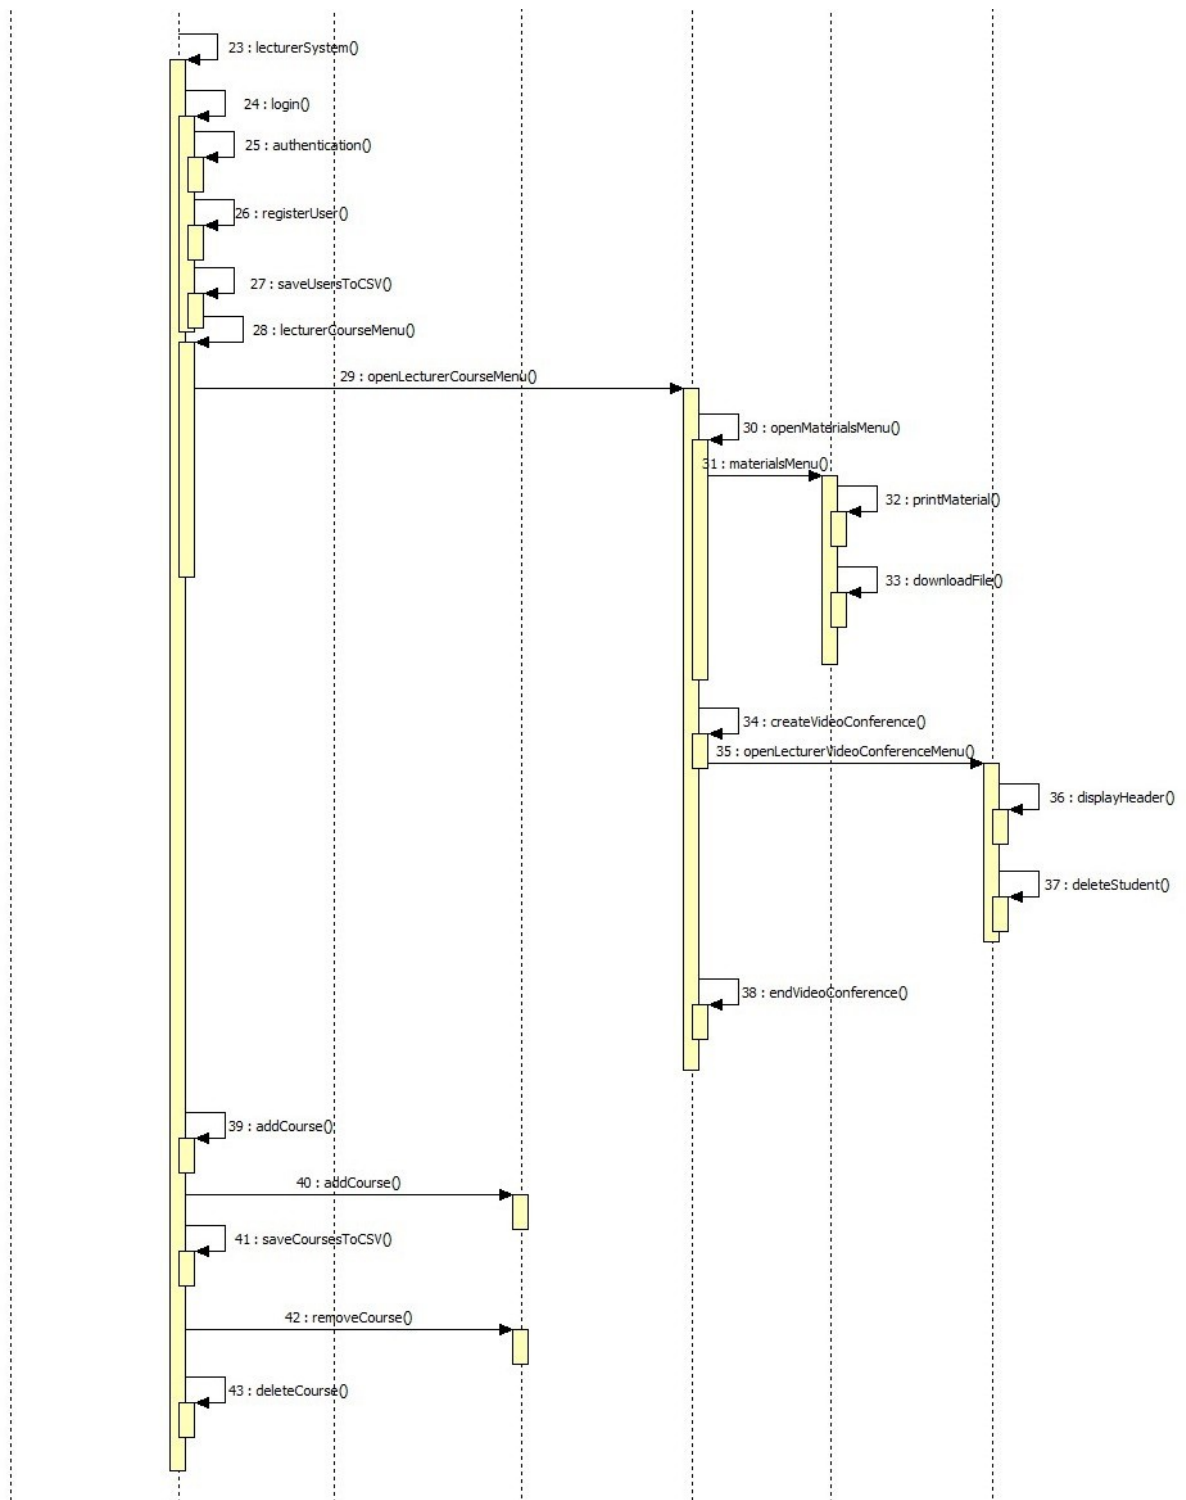 23 : lecturerSystem()
24 : login()
25 : authentication()
26 : registerUser()
27 : saveUsersToCSV()
28 : lecturerCourseMenu()
29 : openLecturerCourseMenu()
30 : openMaterialsMenu()
31 : materialsMenu()
32 : printMaterial()
33 : downloadFile()
34 : createVideoConference()
35 : openLecturerVideoConferenceMenu()
36 : displayHeader()
37 : deleteStudent()
38 : endVideoConference()
39 : addCourse()
40 : addCourse()
41 : saveCoursesToCSV()
42 : removeCourse()
43 : deleteCourse()